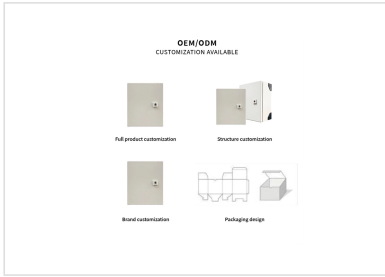 OEM/ODM
CUSTOMIZATION AVAILABLE
Full product customization
Structure customization
Brand customization
Packaging design